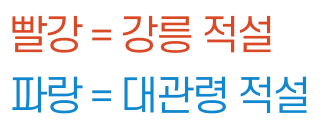 빨강 = 강릉 적설
파랑 = 대관령 적설